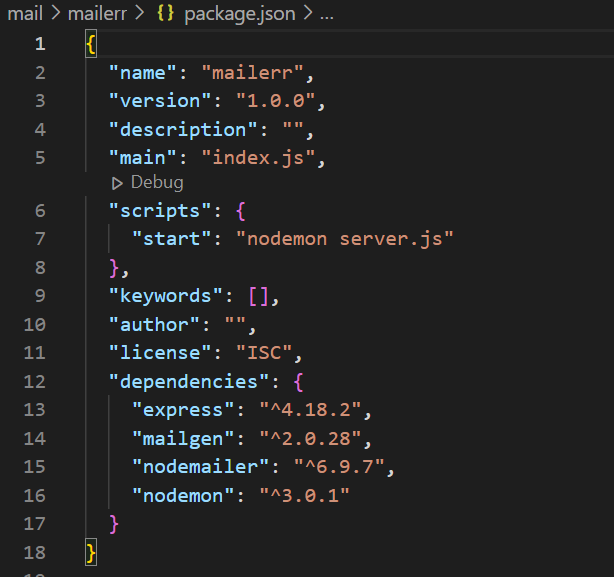 mail > mailerr > {} package.json > ...
1 {
2 "name": "mailerr",
3 "version": "1.0.0",
4 "description": "",
5 "main": "index.js",
Debug
6 "scripts": {
7 "start": "nodemon server.js"
8 },
9 "keywords": [],
10 "author": "",
11 "license": "ISC",
12 "dependencies": {
13 "express": "^4.18.2",
14 "mailgen": "^2.0.28",
15 "nodemailer": "^6.9.7",
16 "nodemon": "^3.0.1"
17 }
18 }